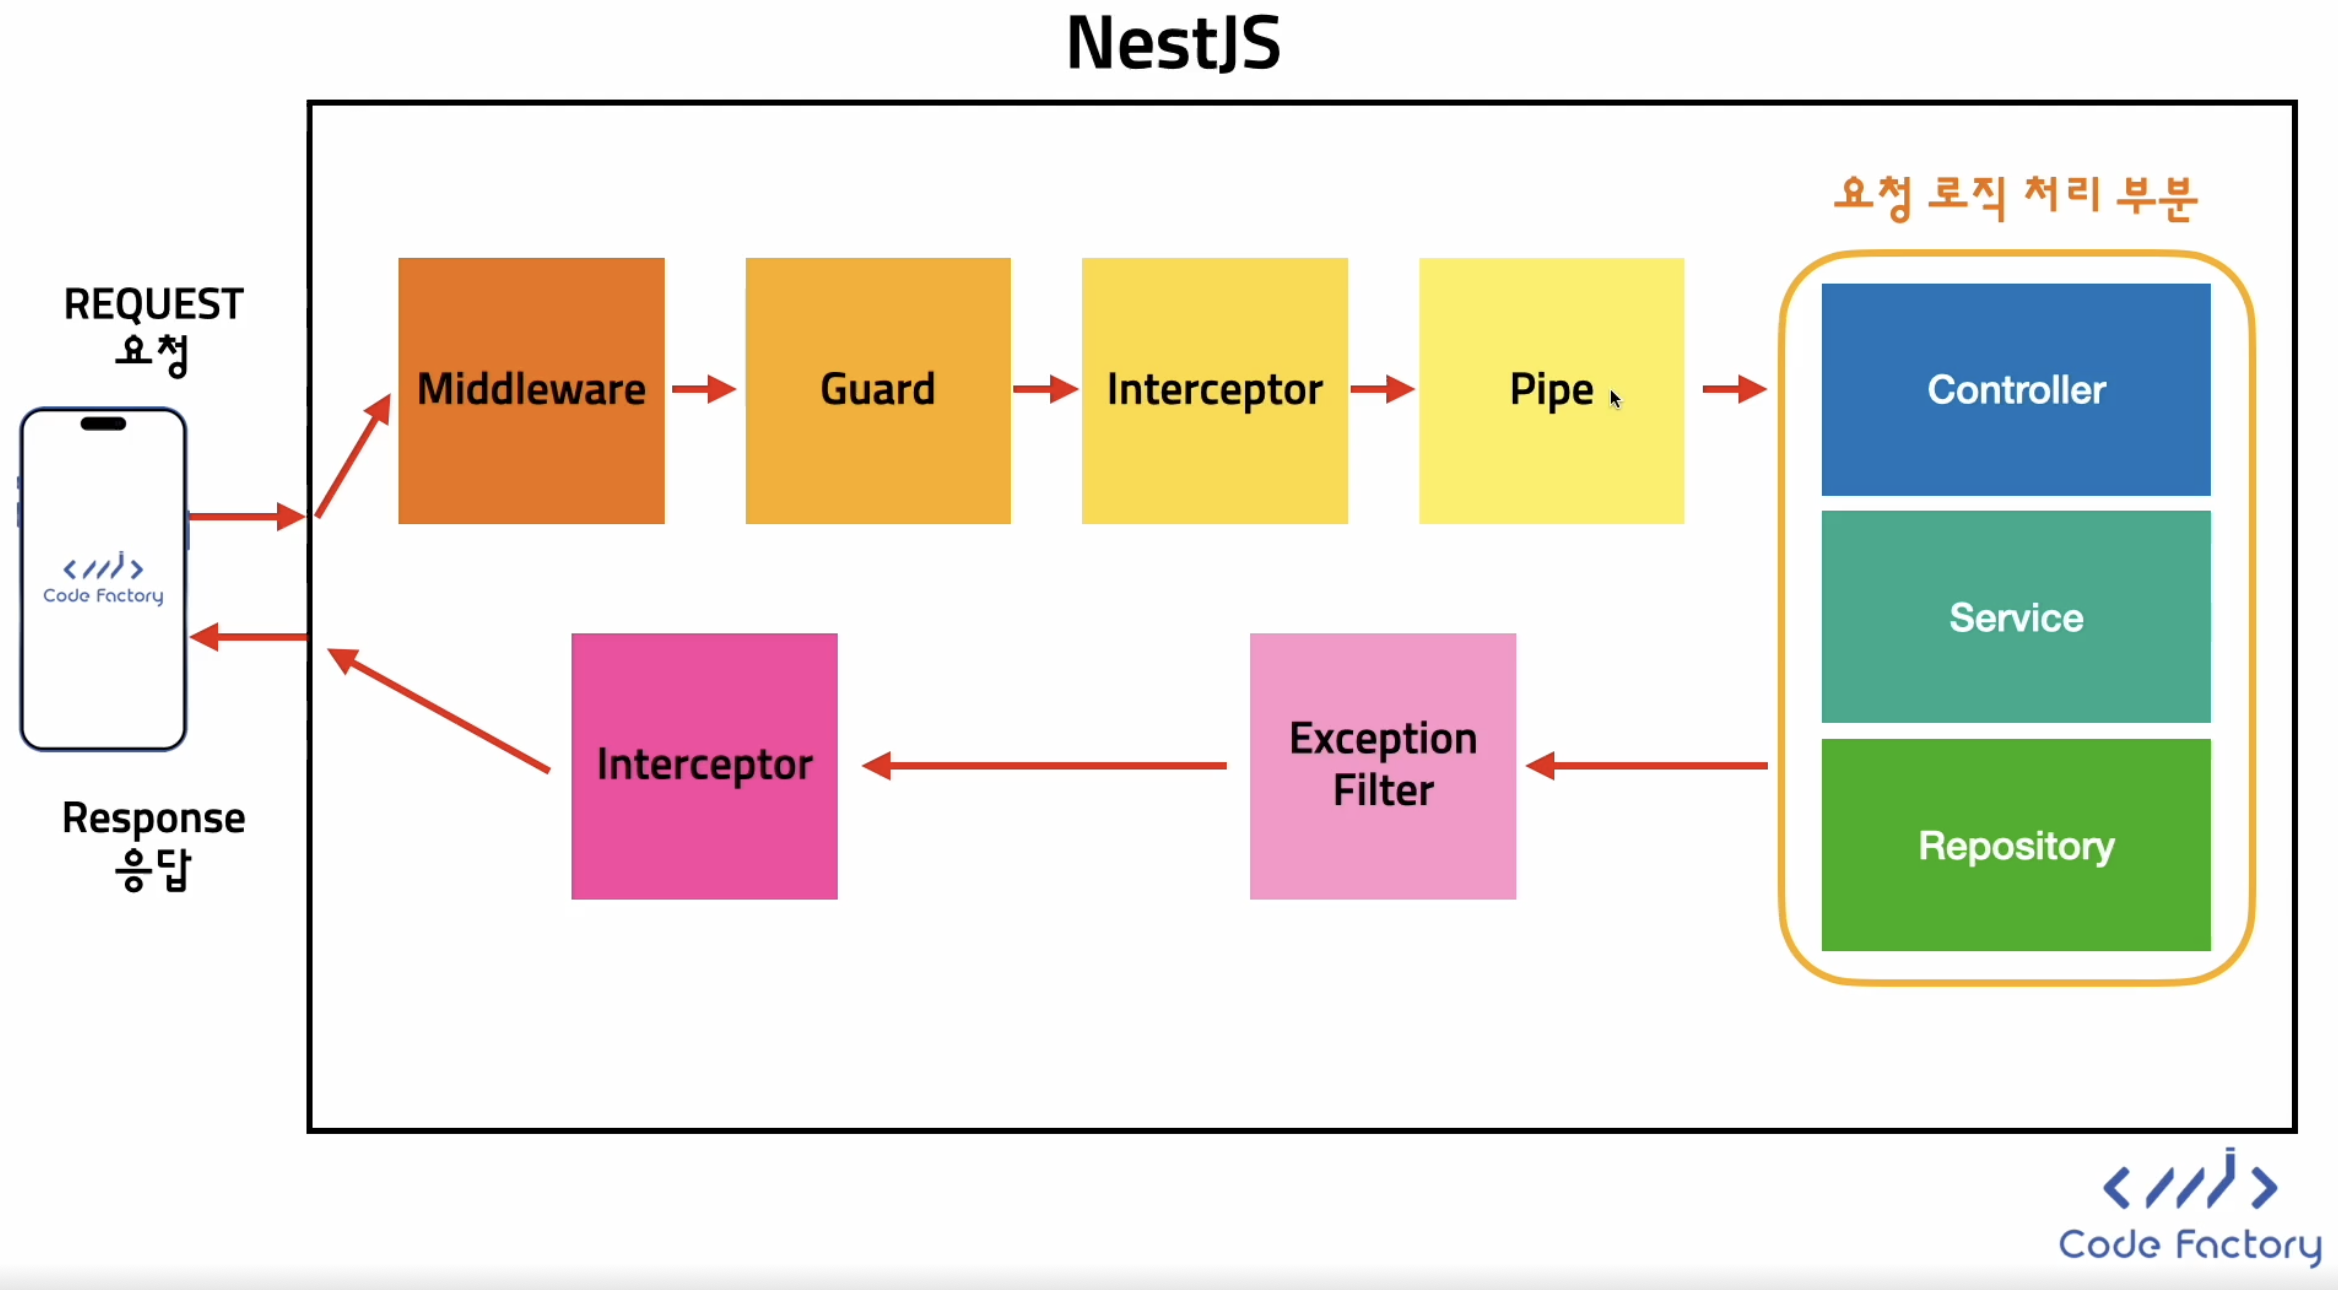 NestJS
요청 로직 처리 부분
REQUEST
요청
Middleware
Guard
Interceptor
Pipe
Controller
Service
Repository
Code Factory
Interceptor
Exception
Filter
Response
응답
Code Factory